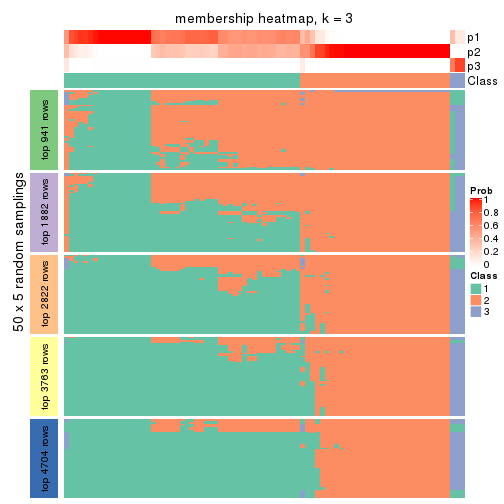 membership heatmap, k = 3
p1
p2
p3
Class
50 x 5 random samplings
top 941 rows
top 1882 rows
top 2822 rows
top 3763 rows
top 4704 rows
Prob
1
0.8
0.6
0.4
0.2
0
Class
1
2
3